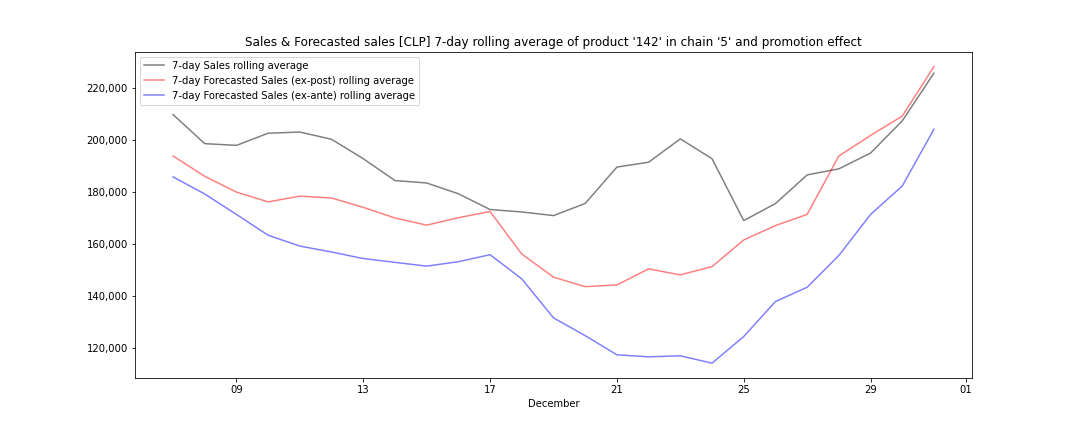 Sales & Forecasted sales [CLP] 7-day rolling average of product '142' in chain '5' and promotion effect
7-day Sales rolling average
7-day Forecasted Sales (ex-post) rolling average
7-day Forecasted Sales (ex-ante) rolling average
220,000
200,000
180,000
160,000
140,000
120,000
09 13 17 21 25 29 01
December